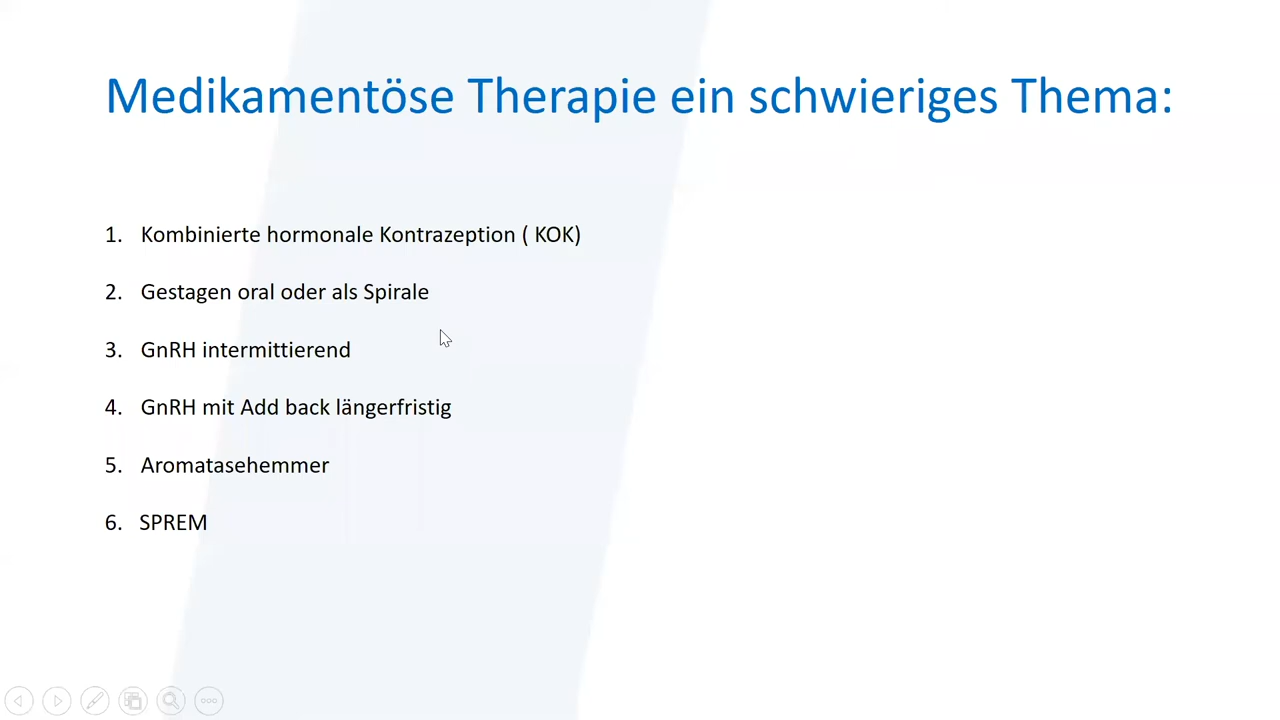 Medikamentöse Therapie ein schwieriges Thema:
1. Kombinierte hormonale Kontrazeption ( KOK)
2. Gestagen oral oder als Spirale
3. GnRH intermittierend
4. GnRH mit Add back längerfristig
5. Aromatasehemmer
6. SPREM